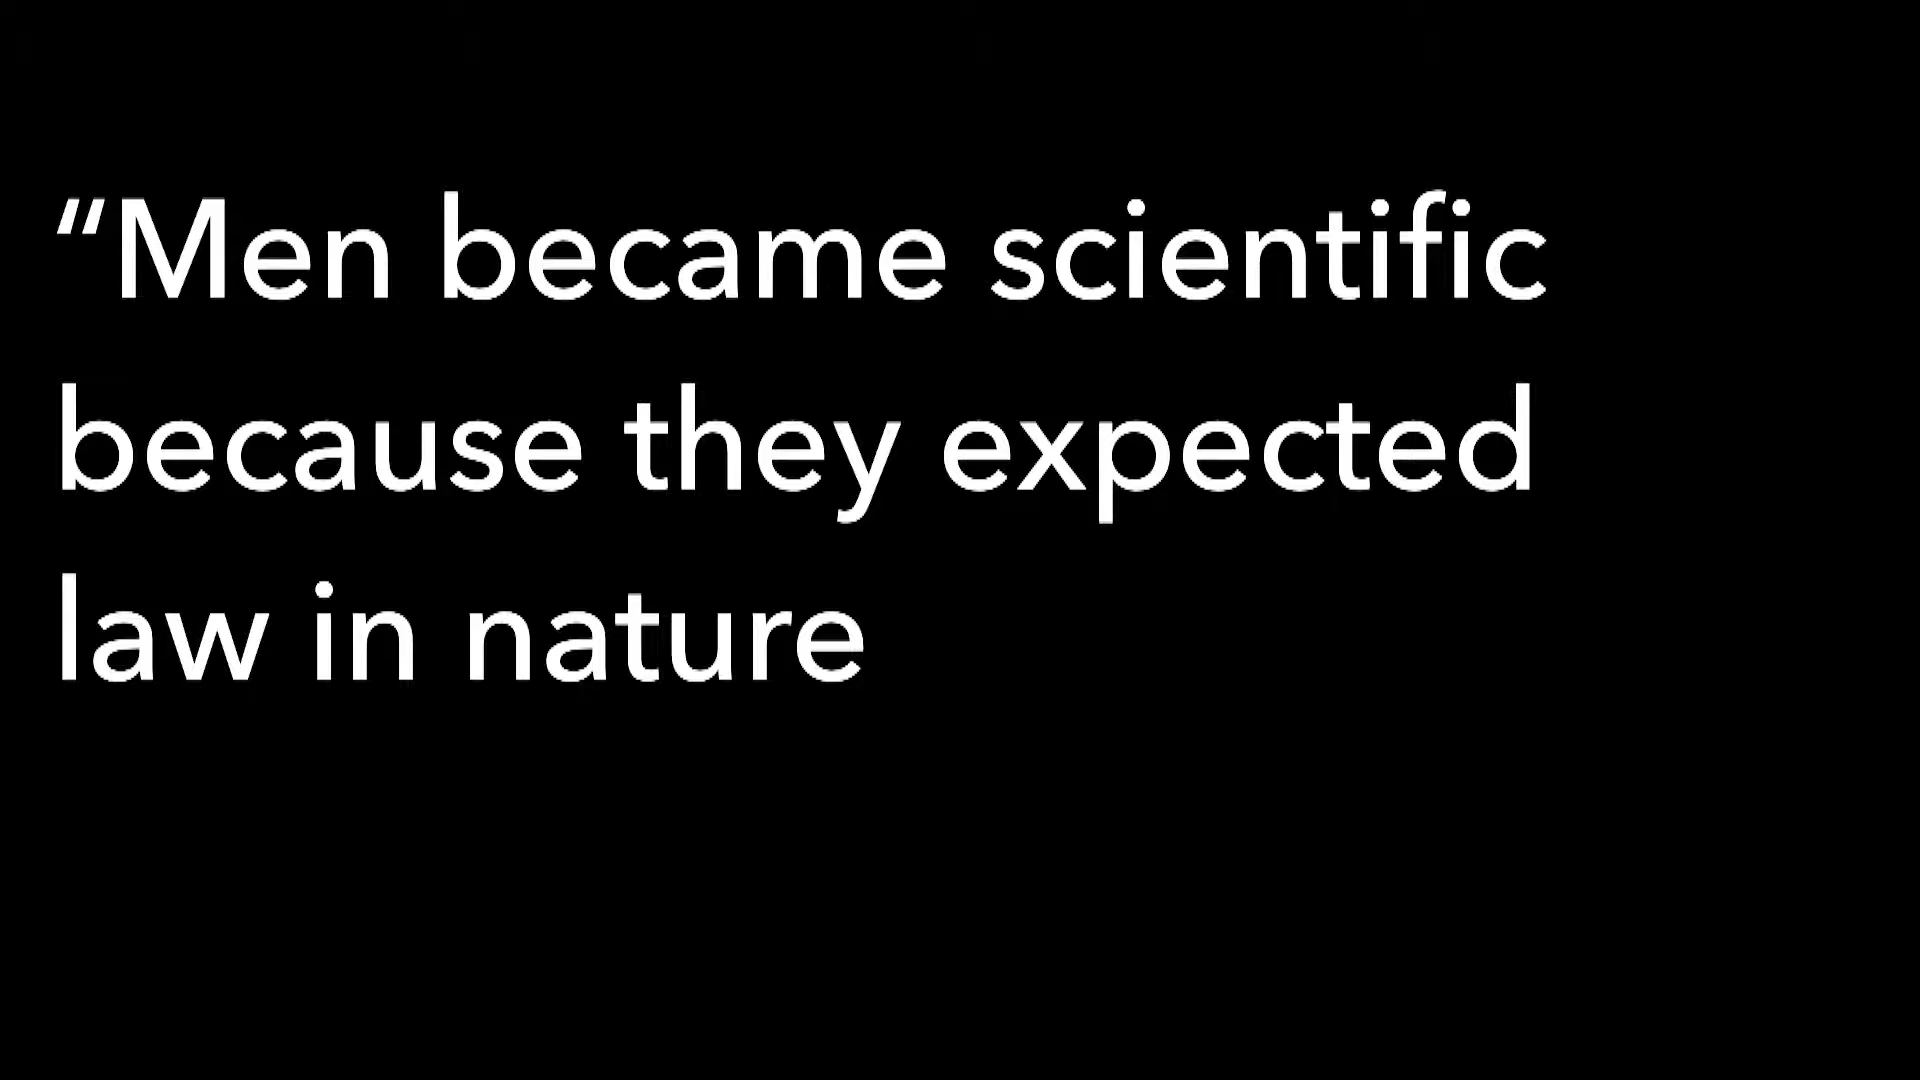 “Men became scientific
because they expected
law in nature